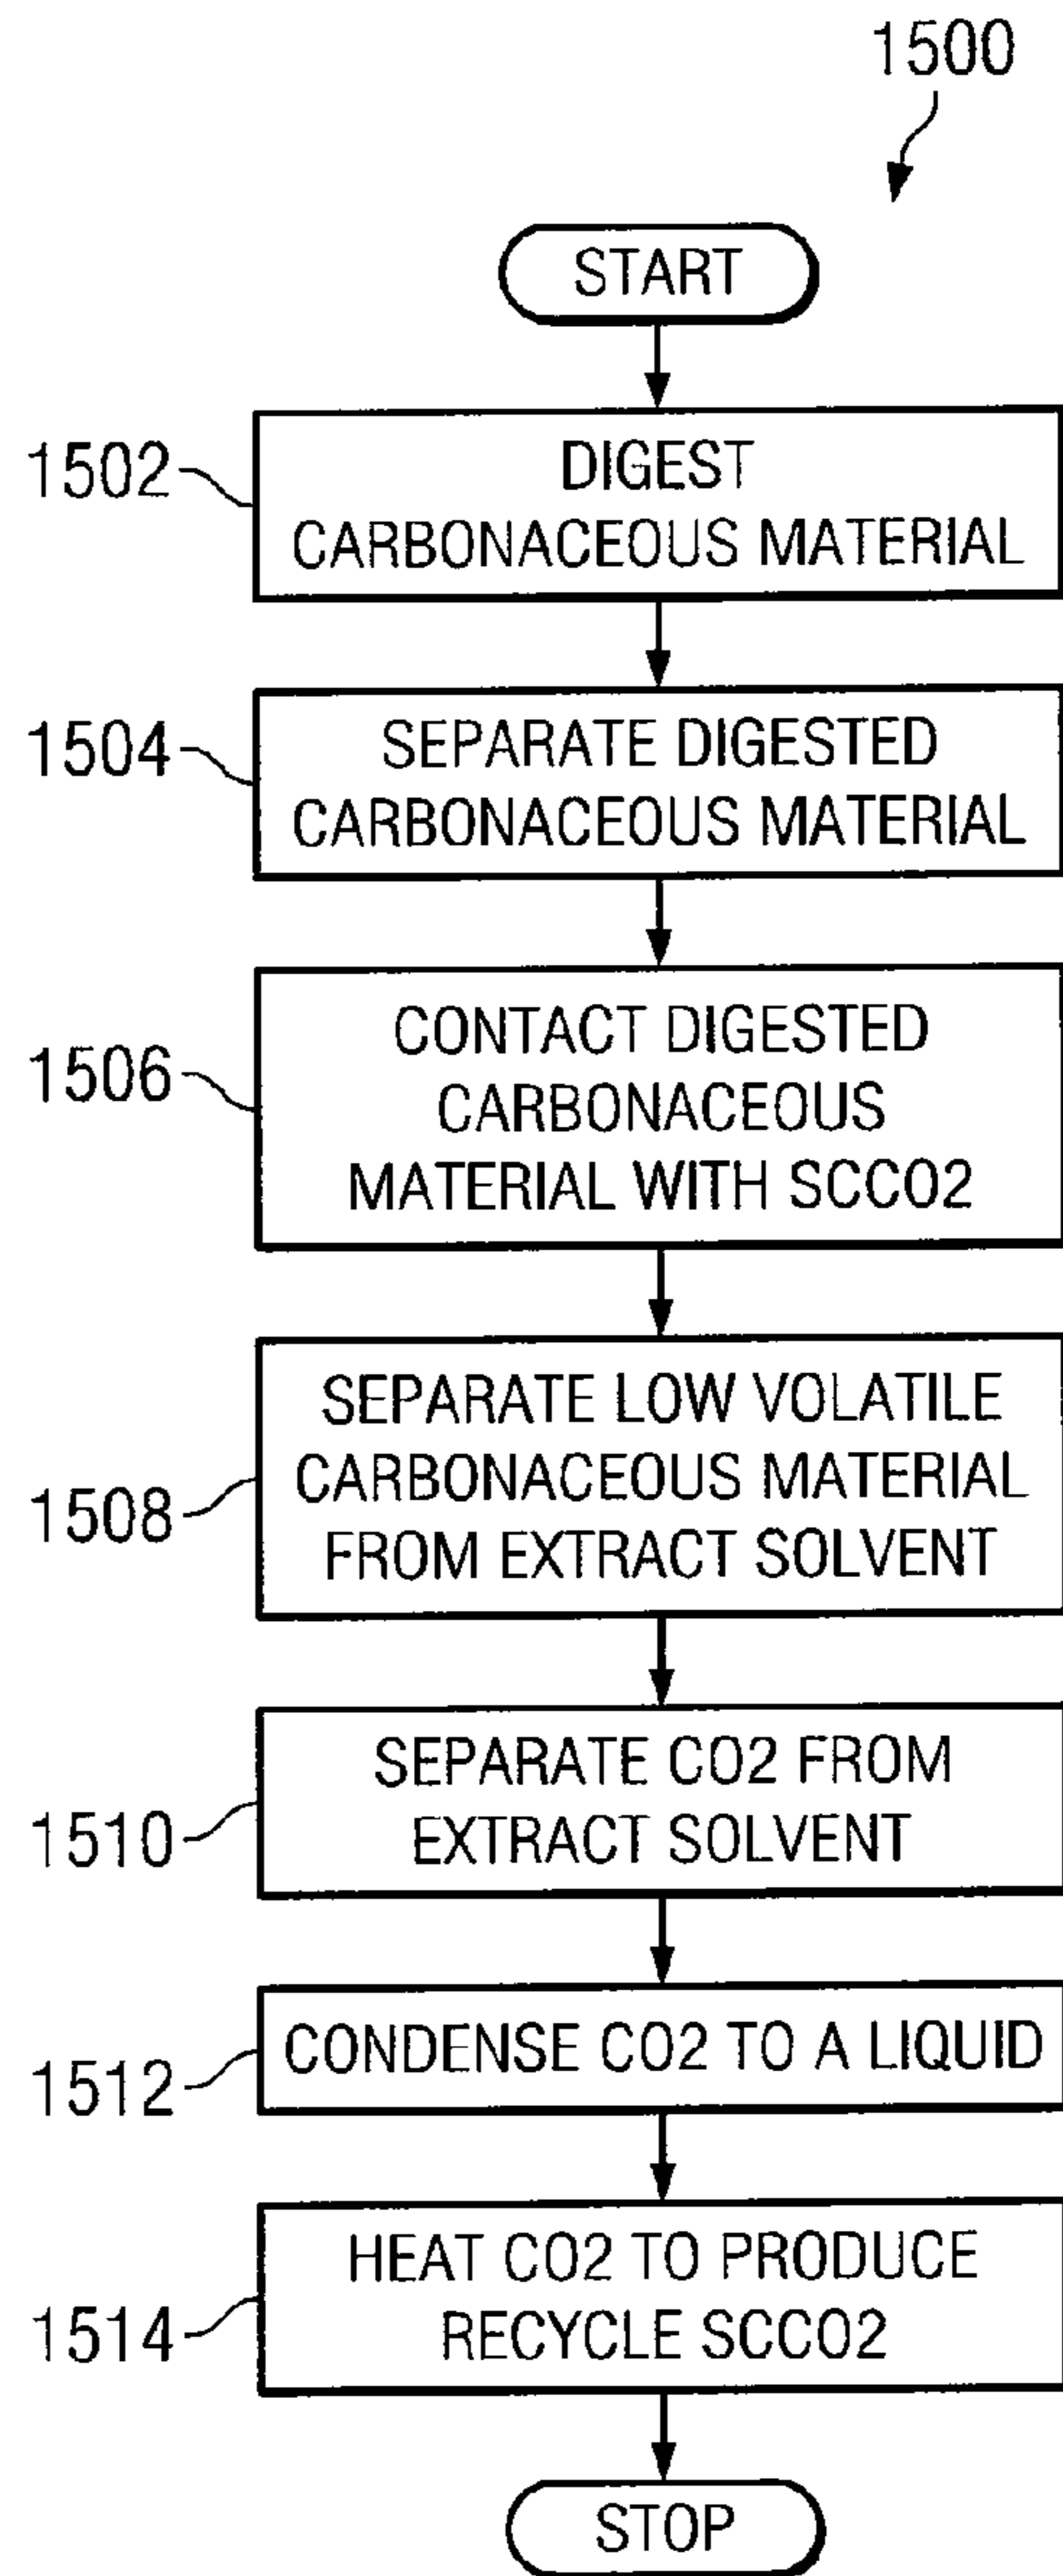 1500
START
1502
DIGEST
CARBONACEOUS MATERIAL
1504
SEPARATE DIGESTED
CARBONACEOUS MATERIAL
1506
CONTACT DIGESTED
CARBONACEOUS
MATERIAL WITH SCCO2
1508
SEPARATE LOW VOLATILE
CARBONACEOUS MATERIAL
FROM EXTRACT SOLVENT
1510
SEPARATE CO2 FROM
EXTRACT SOLVENT
1512
CONDENSE CO2 TO A LIQUID
1514
HEAT CO2 TO PRODUCE
RECYCLE SCCO2
STOP